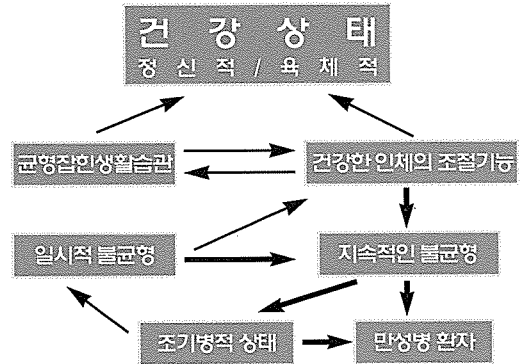 건 강 상 태
정 신 적 / 육 체 적
균형잡힌생활습관
건강한 인체의 조절기능
일시적 불균형
지속적인 불균형
조기병적 상태
만성병 환자